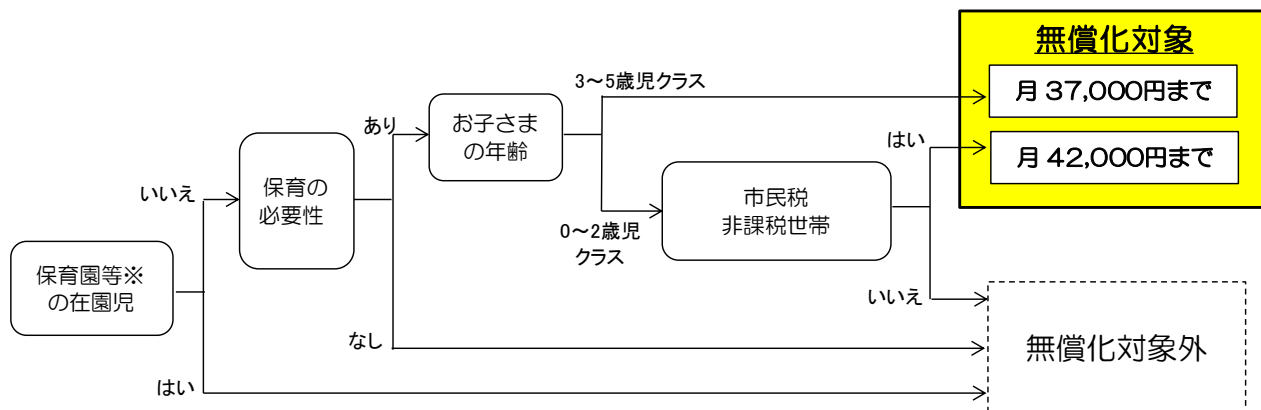 無償化対象
月 37,000円まで
月 42,000円まで
3~5歳児クラス
あり
お子さま
の年齢
はい
いいえ
保育の
必要性
市民税
非課税世帯
0~2歳児
クラス
保育園等※
の在園児
いいえ
なし
無償化対象外
はい